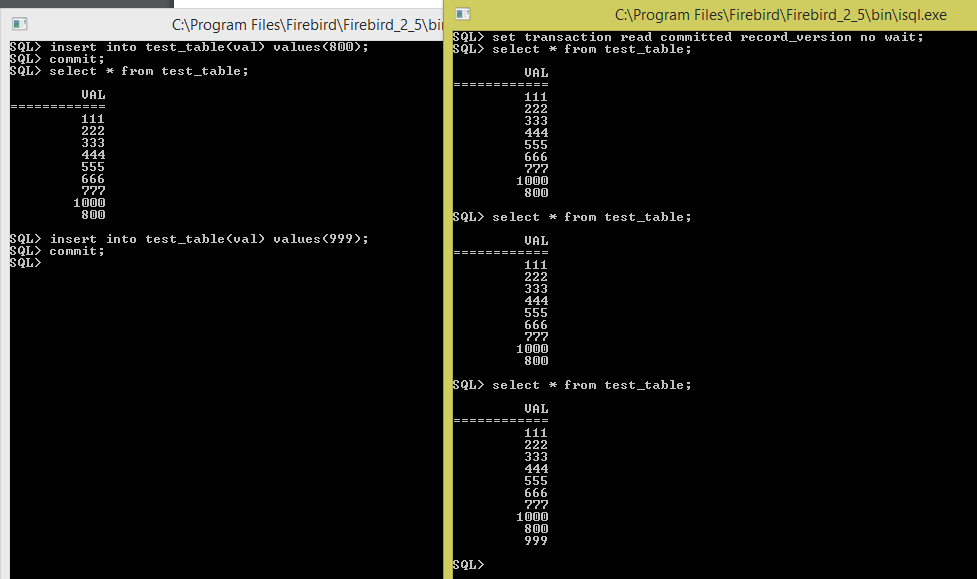 C:\Program Files\Firebird\Firebird_2_5\bin
SQL> insert into test_table(val) values(800);
SQL> commit;
SQL> select * from test_table;
VAL
============
111
222
333
444
555
666
777
1000
800
SQL> insert into test_table(val) values(999);
SQL> commit;
SQL>
C:\Program Files\Firebird\Firebird_2_5\bin\isql.exe
SQL> set transaction read committed record_version no wait;
SQL> select * from test_table;
VAL
============
111
222
333
444
555
666
777
1000
800
SQL> select * from test_table;
VAL
============
111
222
333
444
555
666
777
1000
800
SQL> select * from test_table;
VAL
============
111
222
333
444
555
666
777
1000
800
999
SQL>